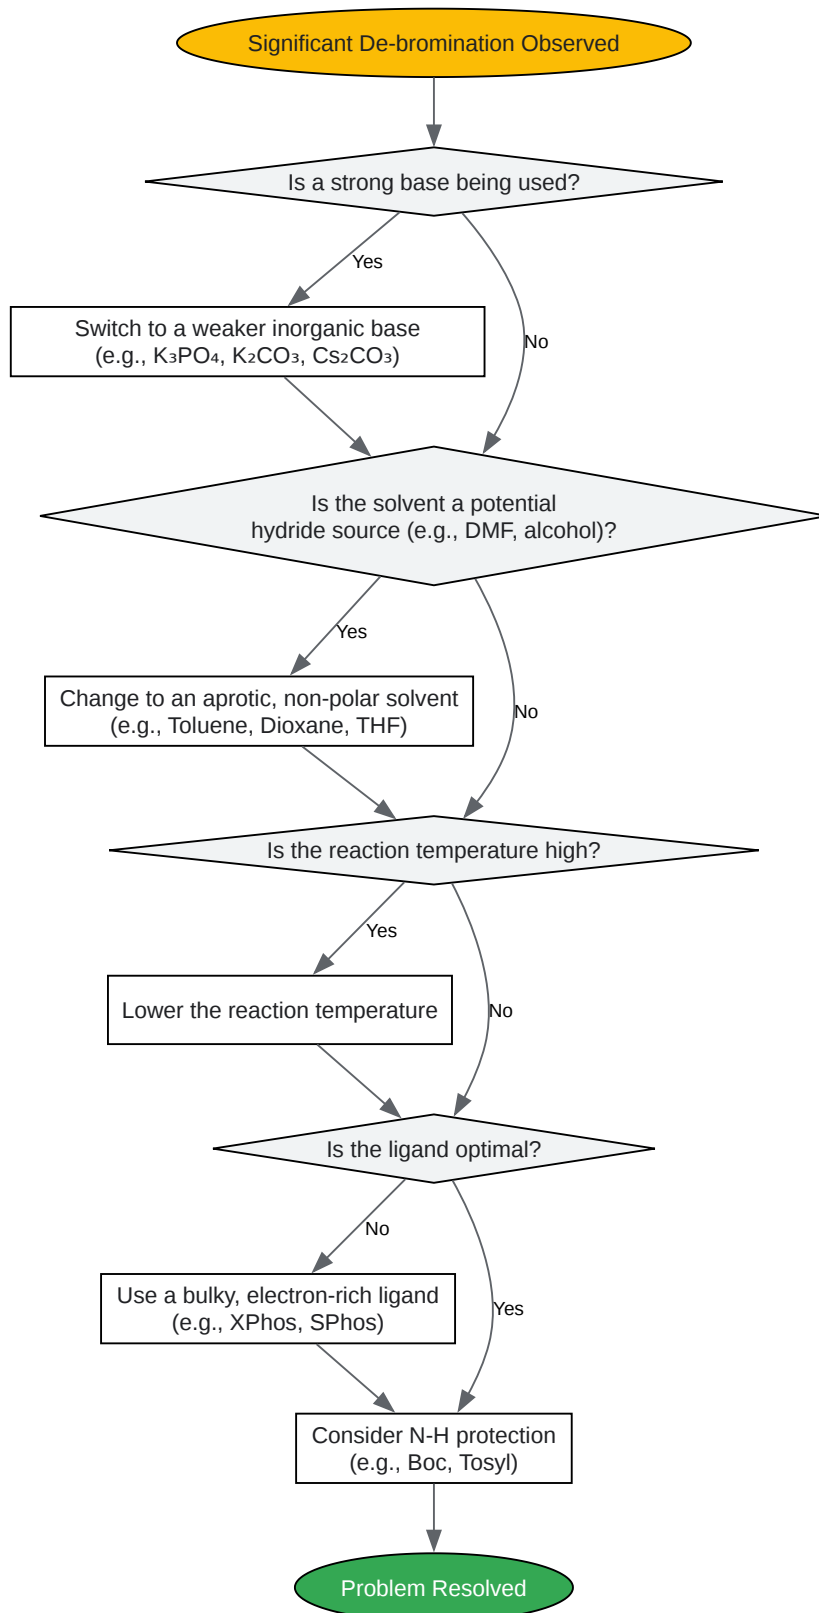 Significant De-bromination Observed
Is a strong base being used?
Yes
Switch to a weaker inorganic base
(e.g., K₃PO₄, K₂CO₃, Cs₂CO₃)
No
Is the solvent a potential
hydride source (e.g., DMF, alcohol)?
Yes
Change to an aprotic, non-polar solvent
(e.g., Toluene, Dioxane, THF)
No
Is the reaction temperature high?
Yes
Lower the reaction temperature
No
Is the ligand optimal?
No
Use a bulky, electron-rich ligand
(e.g., XPhos, SPhos)
Yes
Consider N-H protection
(e.g., Boc, Tosyl)
Problem Resolved